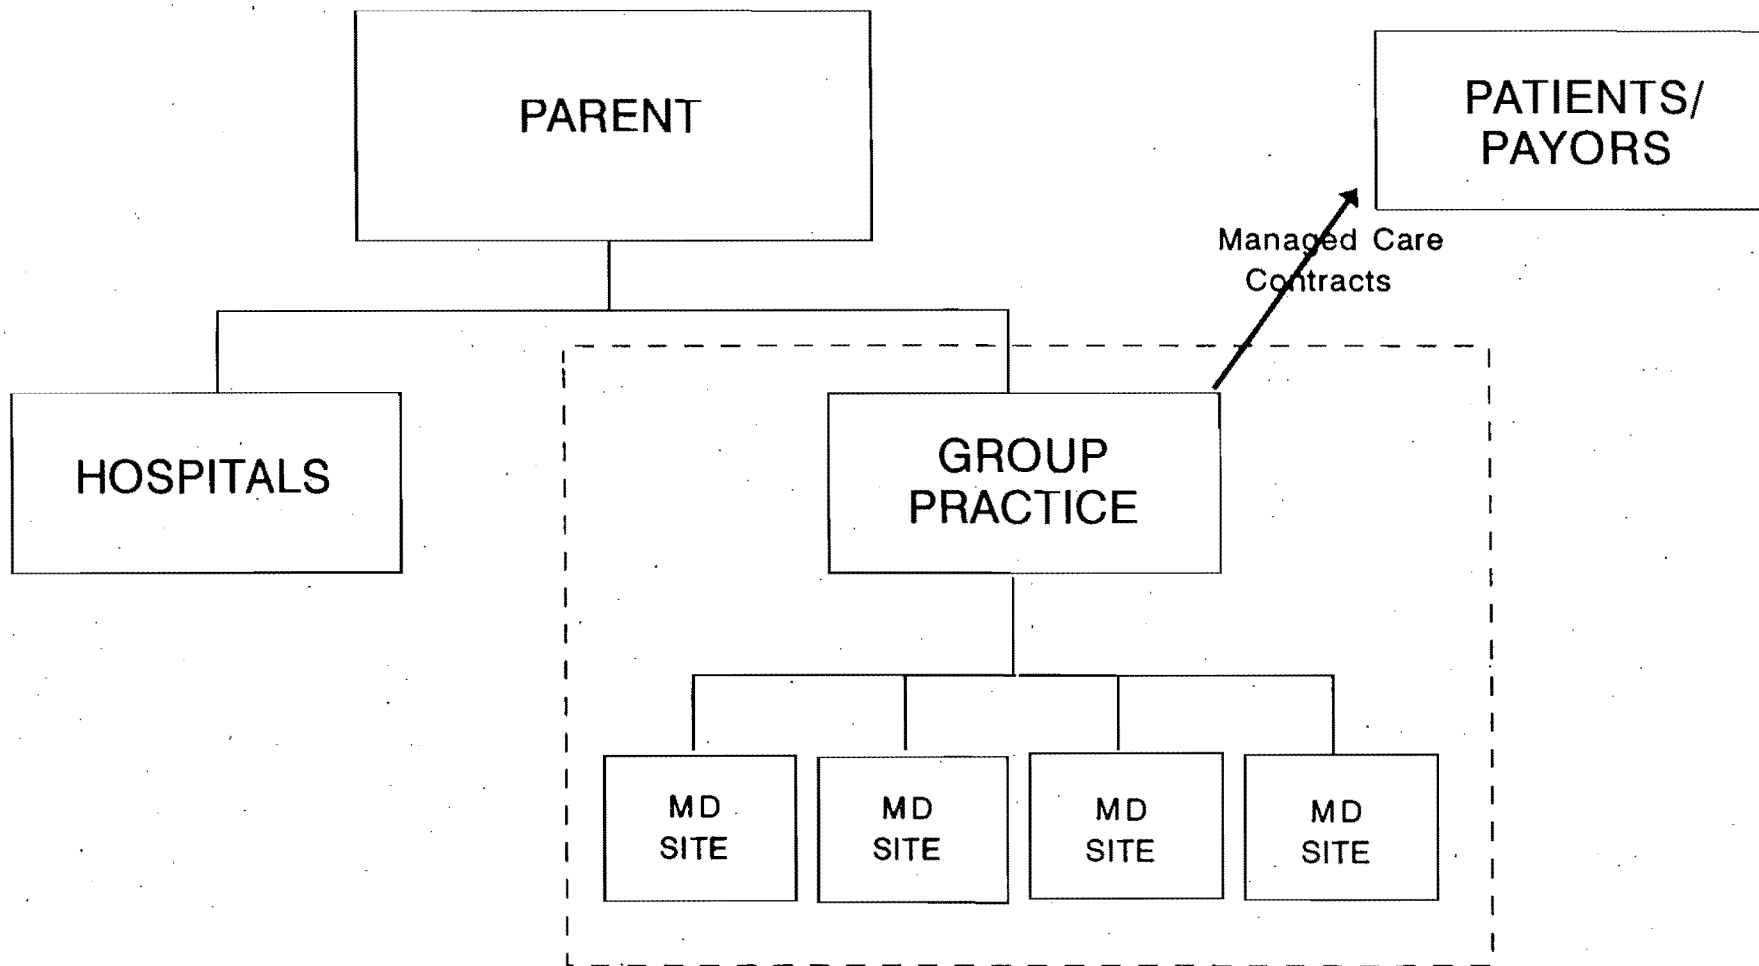 PARENT
PATIENTS/
PAYORS
Managed Care
Contracts
HOSPITALS
GROUP
PRACTICE
MD
SITE
MD
SITE
MD
SITE
MD
SITE